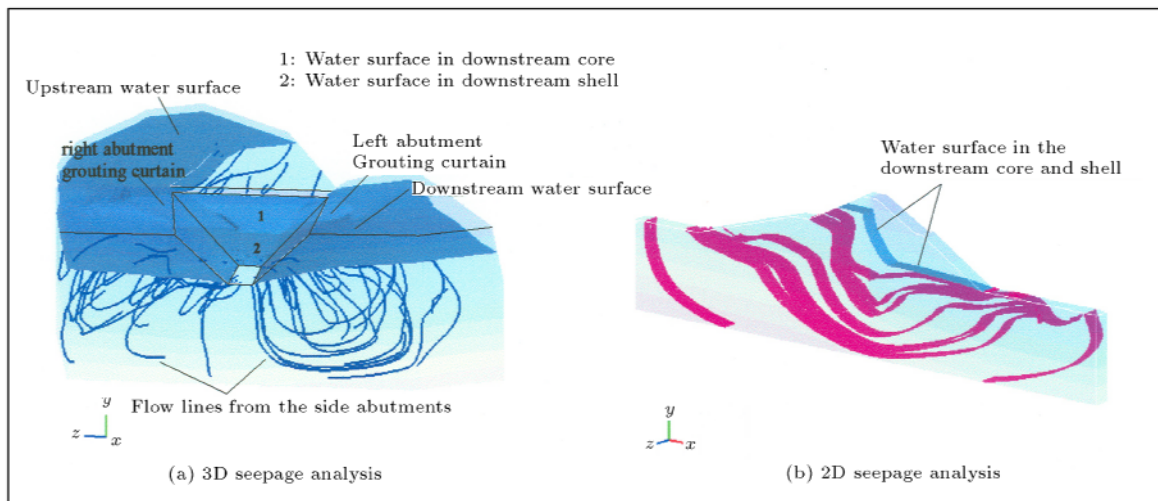 1: Water surface in downstream core
2: Water surface in downstream shell
Upstream water surface
right abutment
grouting curtain
Left abutment
Grouting curtain
Downstream water surface
1
2
Flow lines from the side abutments
y
z
x
(a) 3D seepage analysis
Water surface in the
downstream core and shell
y
z
x
(b) 2D seepage analysis